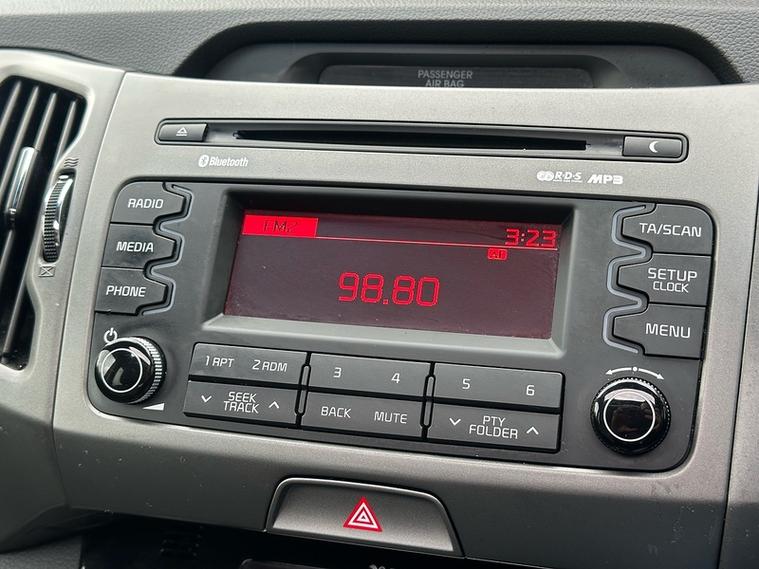 PASSENGER
AIR BAG
Bluetooth
R·D·S
MP3
RADIO
MEDIA
PHONE
FM2
3:23
AF
98.80
TA/SCAN
SETUP
CLOCK
MENU
1 RPT
2 RDM
3
4
5
6
SEEK
TRACK
BACK
MUTE
PTY
FOLDER